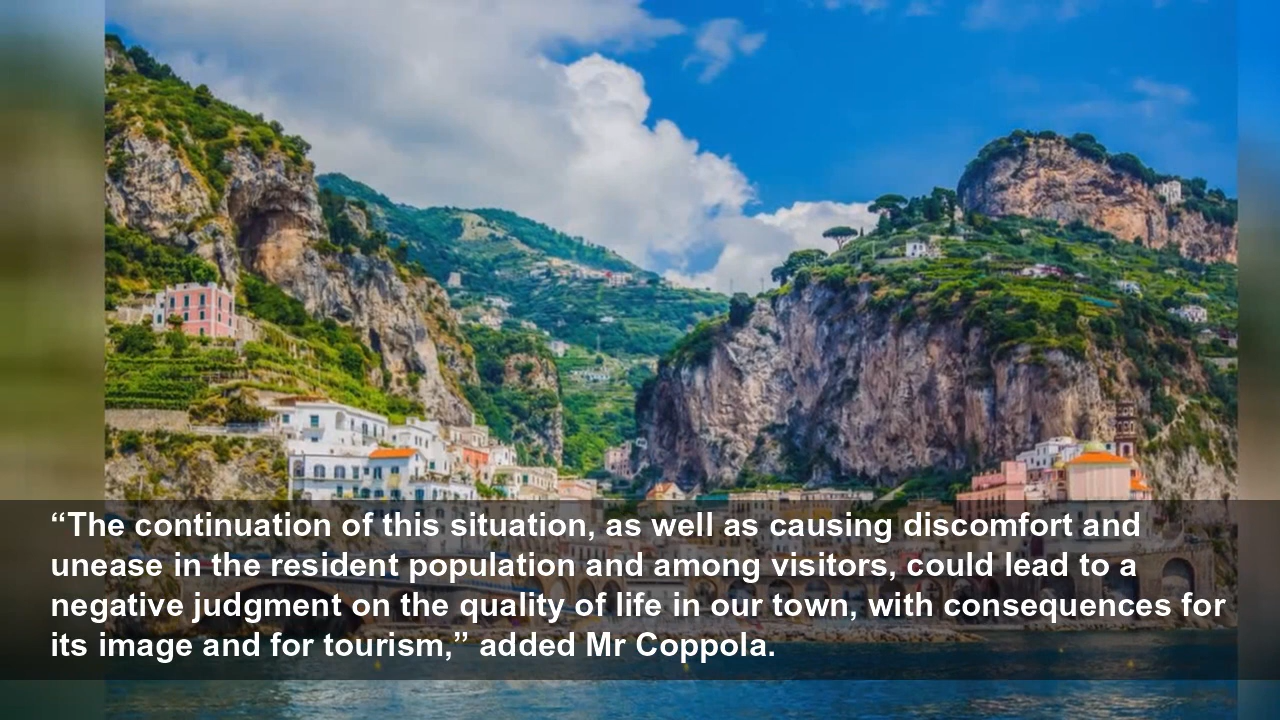 “The continuation of this situation, as well as causing discomfort and
unease in the resident population and among visitors, could lead to a
negative judgment on the quality of life in our town, with consequences for
its image and for tourism,” added Mr Coppola.